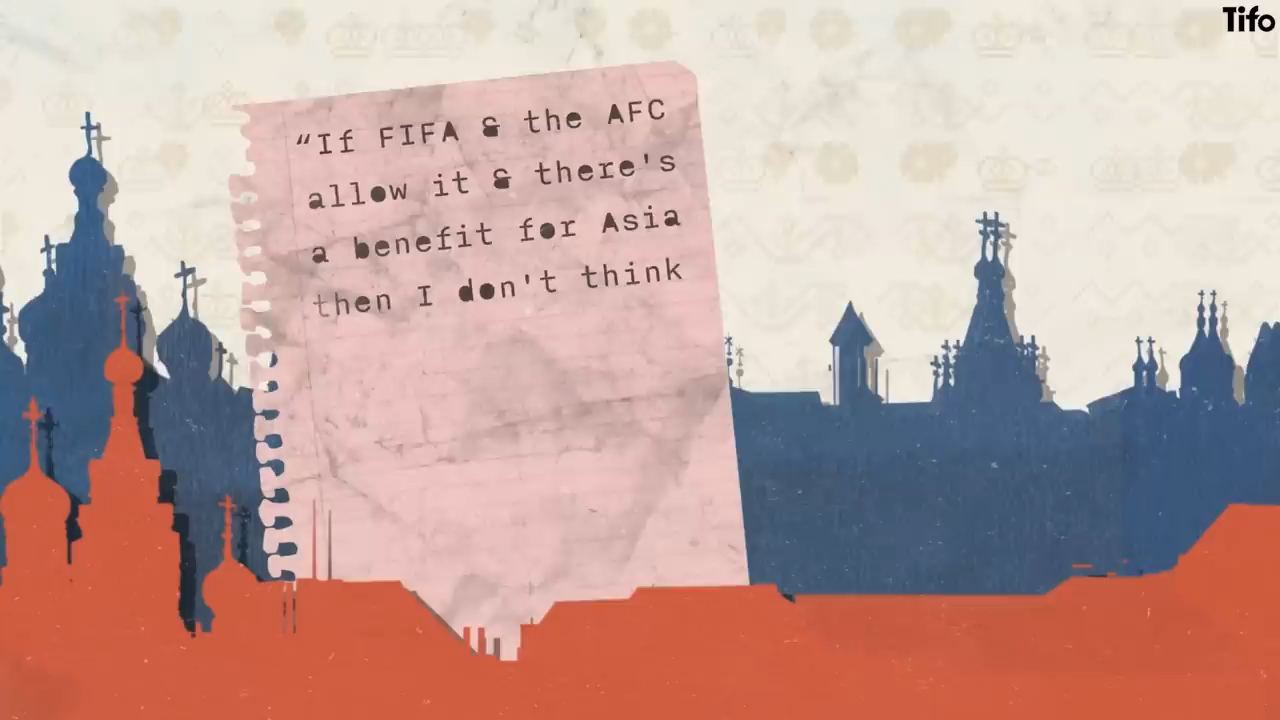 Tifo
“If FIFA & the AFC
allow it & there's
a benefit for Asia
then I don't think